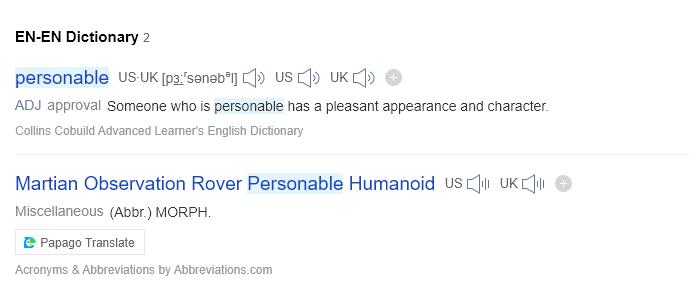 EN-EN Dictionary 2
personable US·UK [pɜːʳsənəbᵊl] US UK
ADJ approval Someone who is personable has a pleasant appearance and character.
Collins Cobuild Advanced Learner's English Dictionary
Martian Observation Rover Personable Humanoid US UK
Miscellaneous (Abbr.) MORPH.
Papago Translate
Acronyms & Abbreviations by Abbreviations.com